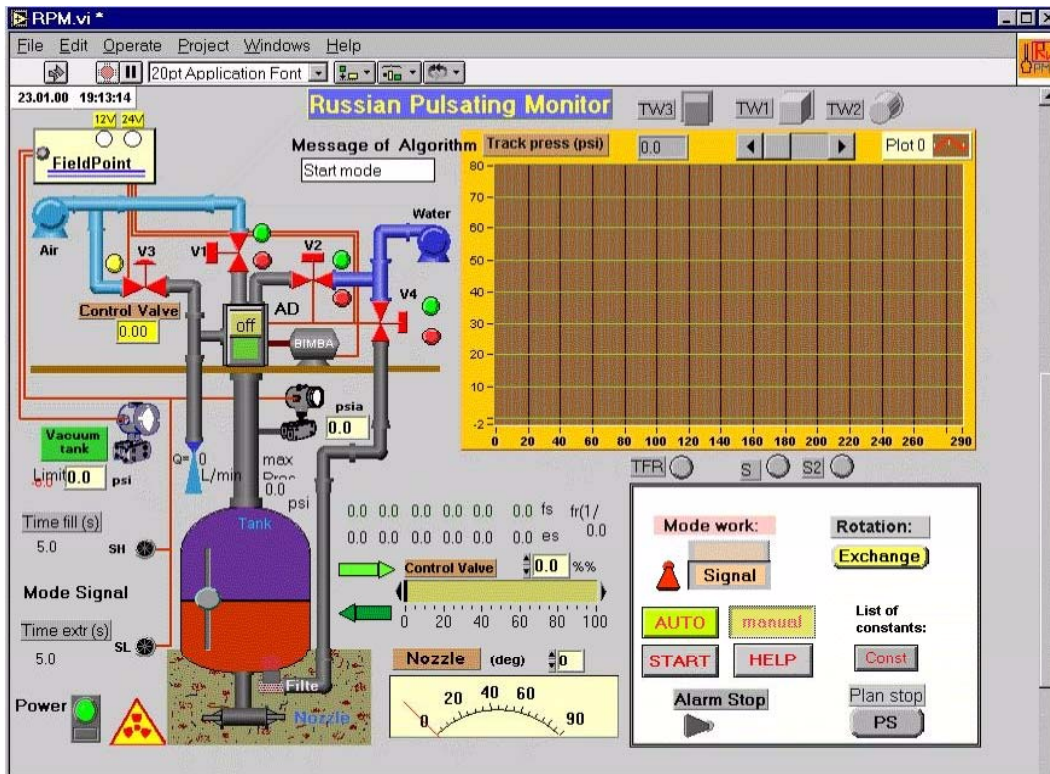 RPM.vi *
File Edit Operate Project Windows Help
20pt Application Font
23.01.00 19:13:14
Russian Pulsating Monitor
TW3 TW1 TW2
12V 24V
FieldPoint
Message of Algorithm
Start mode
Track press (psi)
0.0
Plot 0
80
70
60
50
40
30
20
10
-2
0 20 40 60 80 100 120 140 160 180 200 220 240 260 290
Air
Water
V3
V1
V2
V4
Control Valve
0.00
off
AD
BIMBA
psia
0.0
Vacuum
tank
Limit
0.0 psi
Q= 0
L/min
max
0.0
psi
TFR S S2
Time fill (s)
5.0
SH
Mode Signal
Time extr(s)
5.0
SL
Tank
0.0 0.0 0.0 0.0 0.0 0.0 fs fr(1/
0.0 0.0 0.0 0.0 0.0 0.0 es 0.0
Control Valve
0.0 %%
0 20 40 60 80 100
Nozzle (deg) 0
0 20 40 60 90
Filte
Nozzle
Power
Mode work:
Signal
Rotation:
Exchange
AUTO manual
START HELP
List of
constants:
Const
Alarm Stop
Plan stop
PS